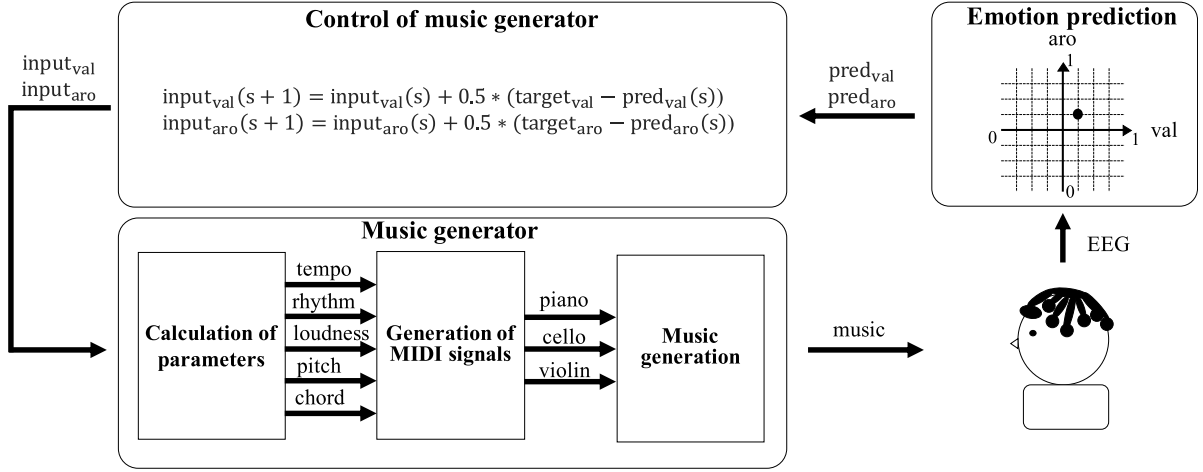 Control of music generator
input_val(s + 1) = input_val(s) + 0.5 * (target_val − pred_val(s))
input_aro(s + 1) = input_aro(s) + 0.5 * (target_aro − pred_aro(s))
input_val
input_aro
pred_val
pred_aro
Emotion prediction
aro
1
0
1
val
0
EEG
Music generator
Calculation of
parameters
tempo
rhythm
loudness
pitch
chord
Generation of
MIDI signals
piano
cello
violin
Music
generation
music